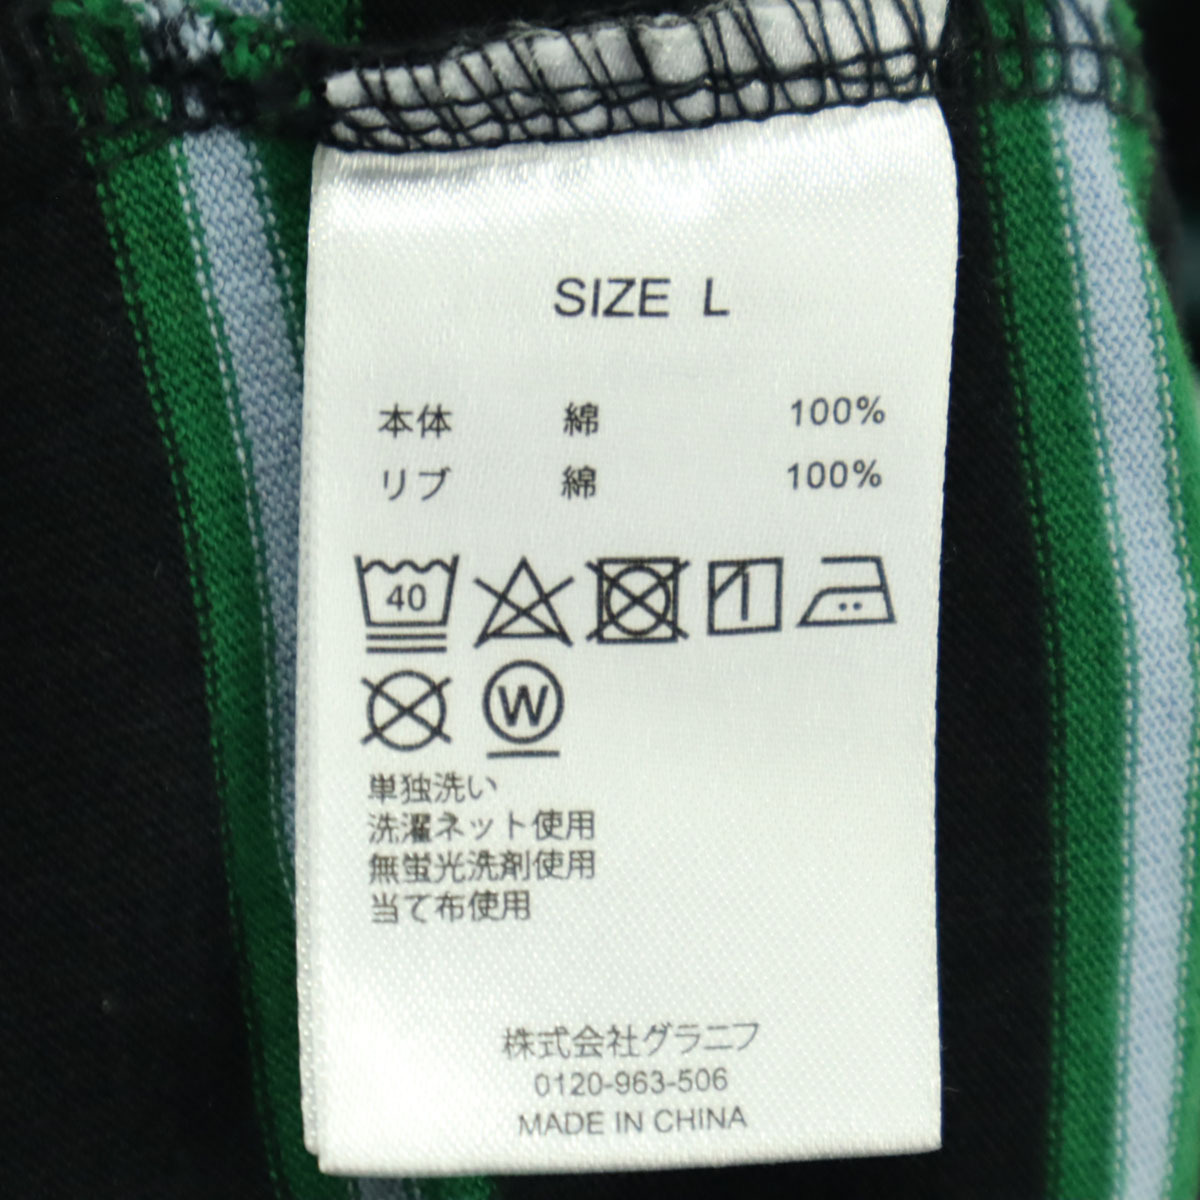 SIZE L
本体 綿 100%
リブ 綿 100%
40
W
単独洗い
洗濯ネット使用
無蛍光洗剤使用
当て布使用
株式会社グラニフ
0120-963-506
MADE IN CHINA